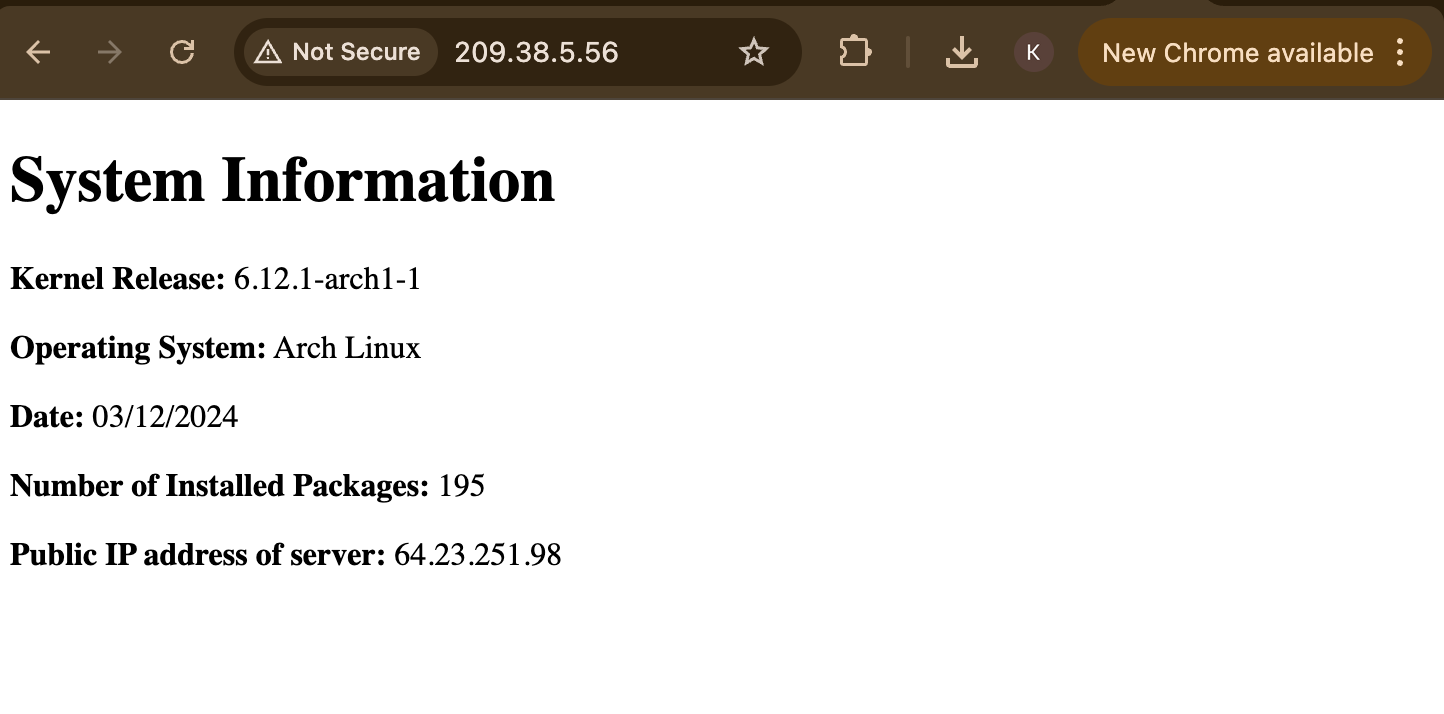 Not Secure 209.38.5.56 K New Chrome available
System Information
Kernel Release: 6.12.1-arch1-1
Operating System: Arch Linux
Date: 03/12/2024
Number of Installed Packages: 195
Public IP address of server: 64.23.251.98